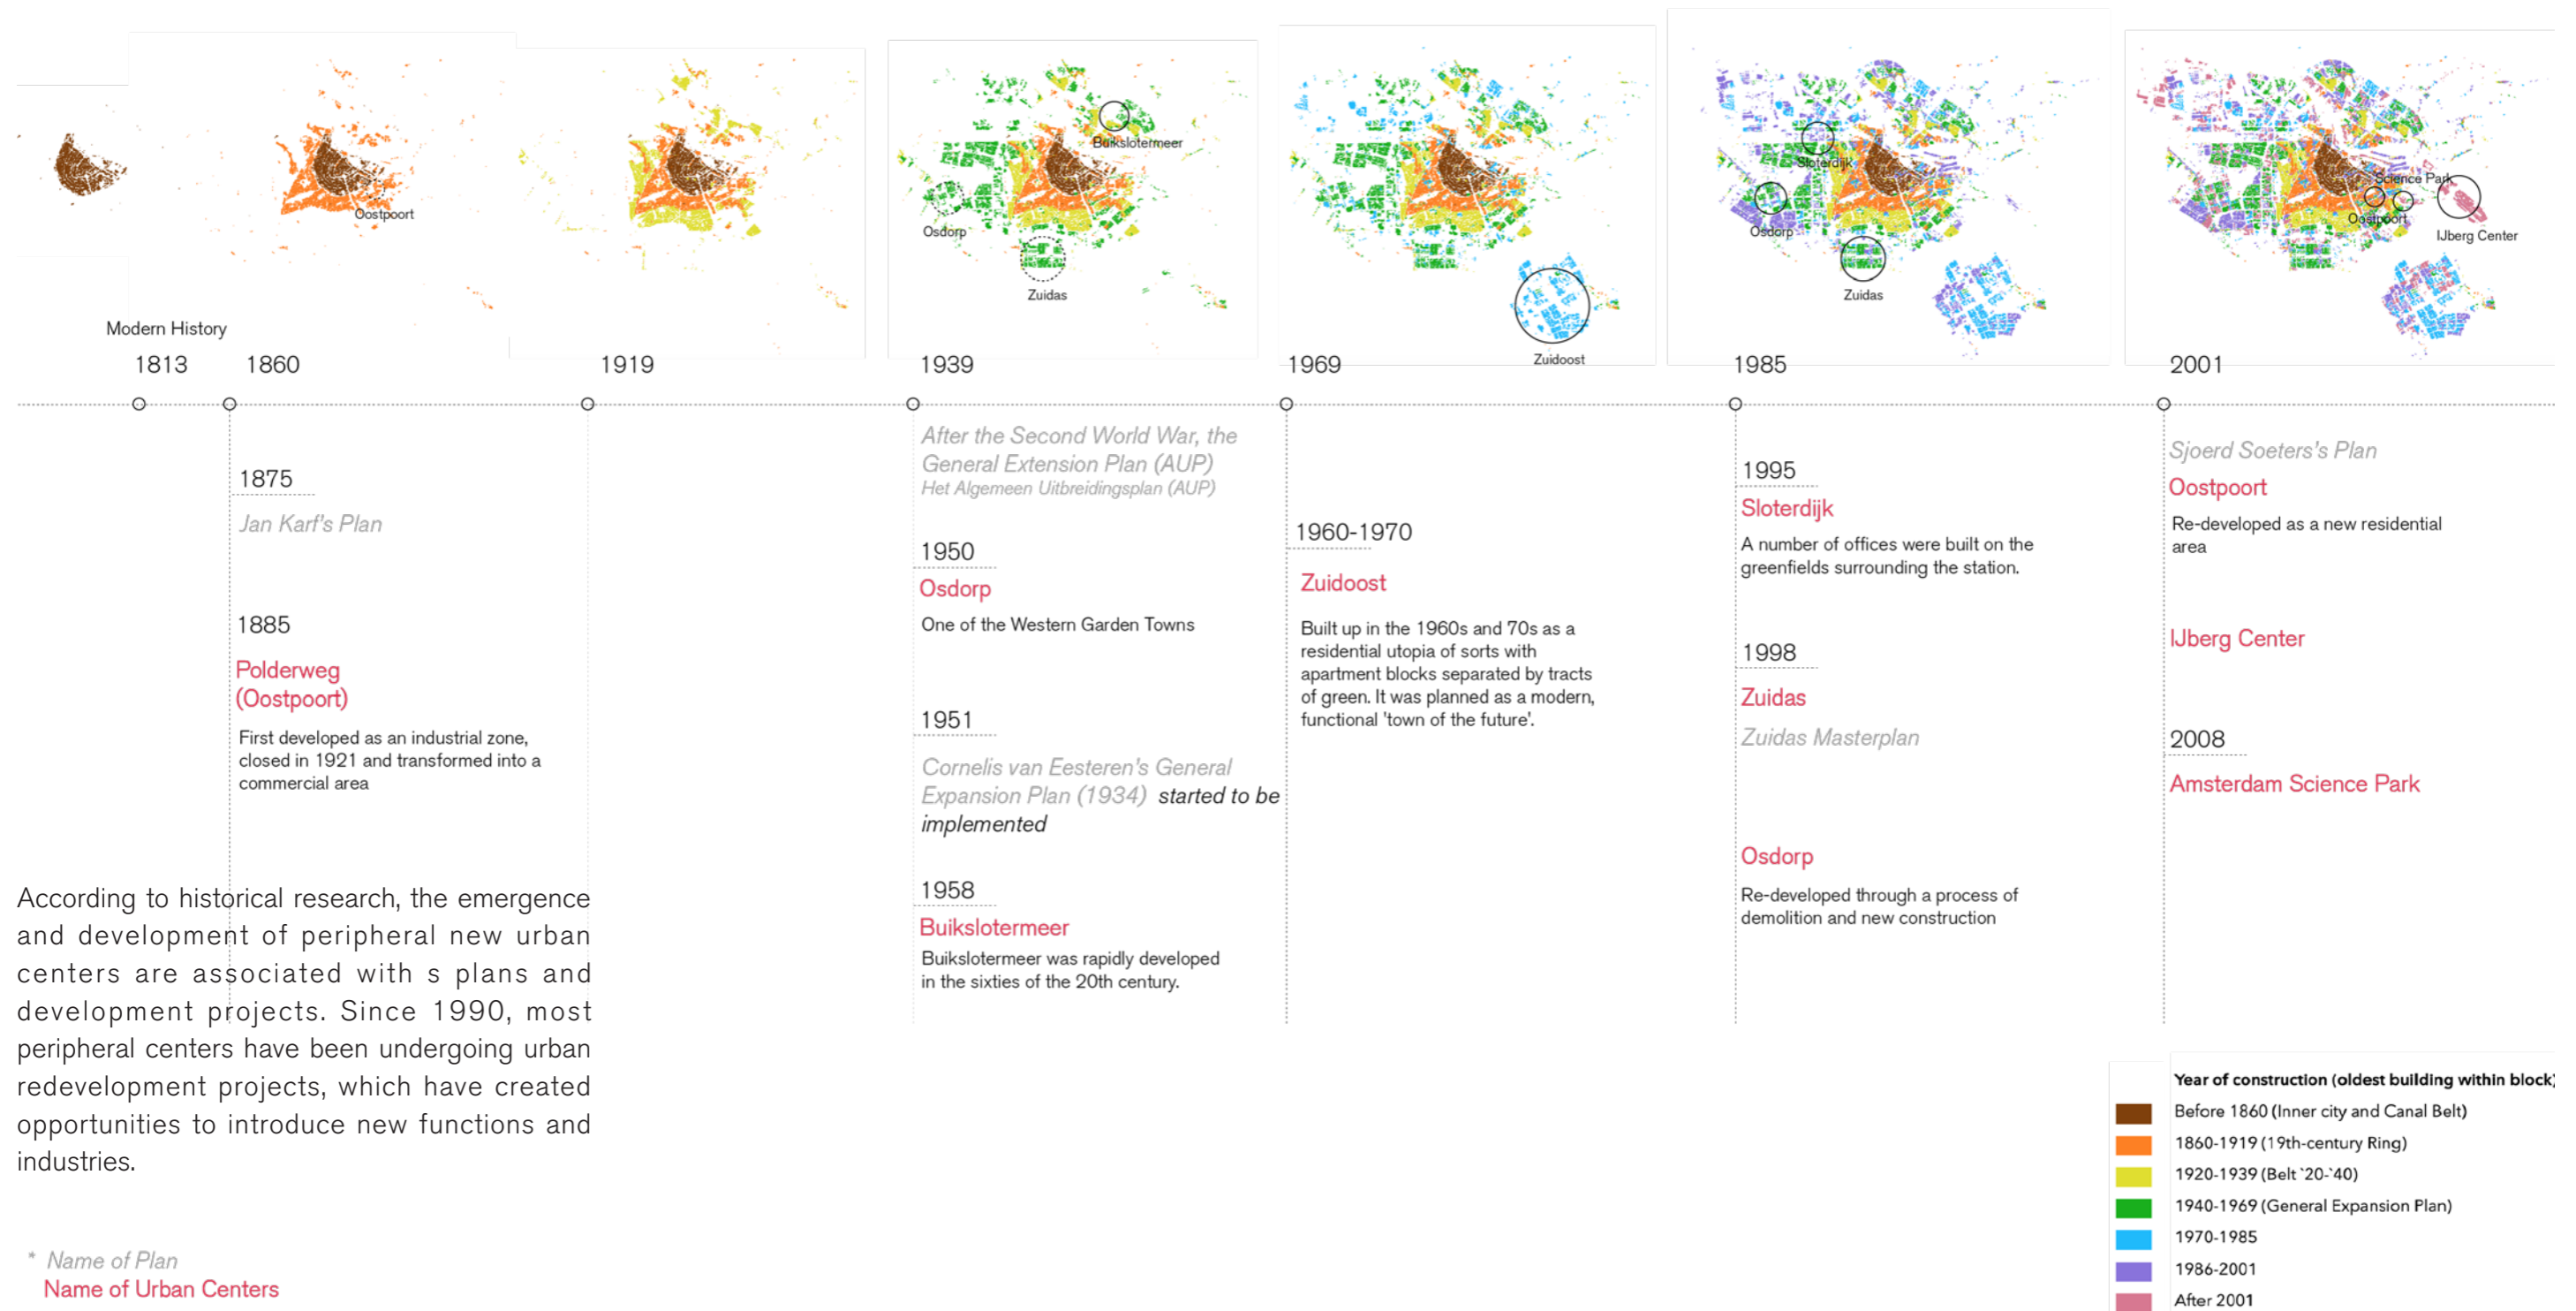 Oostpoort
Buikslotermeer
Osdorp
Zuidas
Zuidoost
Sloterdijk
Osdorp
Zuidas
Science Park
Oostpoort
IJberg Center
Modern History
1813
1860
1919
1939
1969
1985
2001
1875
Jan Karf's Plan
1885
Polderweg
(Oostpoort)
First developed as an industrial zone,
closed in 1921 and transformed into a
commercial area
After the Second World War, the
General Extension Plan (AUP)
Het Algemeen Uitbreidingsplan (AUP)
1950
Osdorp
One of the Western Garden Towns
1951
Cornelis van Eesteren's General
Expansion Plan (1934) started to be
implemented
1958
Buikslotermeer
Buikslotermeer was rapidly developed
in the sixties of the 20th century.
1960-1970
Zuidoost
Built up in the 1960s and 70s as a
residential utopia of sorts with
apartment blocks separated by tracts
of green. It was planned as a modern,
functional 'town of the future'.
1995
Sloterdijk
A number of offices were built on the
greenfields surrounding the station.
1998
Zuidas
Zuidas Masterplan
Osdorp
Re-developed through a process of
demolition and new construction
Sjoerd Soeters's Plan
Oostpoort
Re-developed as a new residential
area
IJberg Center
2008
Amsterdam Science Park
According to historical research, the emergence
and development of peripheral new urban
centers are associated with s plans and
development projects. Since 1990, most
peripheral centers have been undergoing urban
redevelopment projects, which have created
opportunities to introduce new functions and
industries.
* Name of Plan
Name of Urban Centers
Year of construction (oldest building within block)
Before 1860 (Inner city and Canal Belt)
1860-1919 (19th-century Ring)
1920-1939 (Belt `20-`40)
1940-1969 (General Expansion Plan)
1970-1985
1986-2001
After 2001